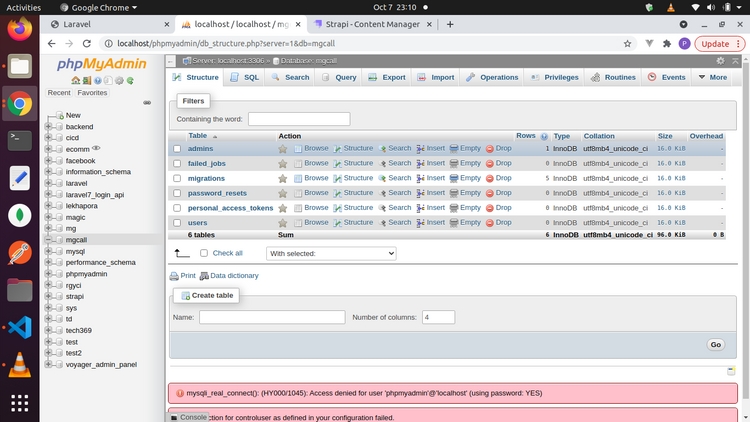 Activities Google Chrome Oct 7 23:10
Laravel
localhost / localhost / mg
Strapi - Content Manager
localhost/phpmyadmin/db_structure.php?server=1&db=mgcall
P
Update
phpMyAdmin
Recent Favorites
New
backend
cicd
ecomm
facebook
information_schema
laravel
laravel7_login_api
lekhapora
magic
mg
mgcall
mysql
performance_schema
phpmyadmin
rgyci
strapi
sys
td
tech369
test
test2
voyager_admin_panel
Server: localhost:3306 » Database: mgcall
Structure SQL Search Query Export Import Operations Privileges Routines Events More
Filters
Containing the word:
Table Action Rows Type Collation Size Overhead
admins Browse Structure Search Insert Empty Drop 1 InnoDB utf8mb4_unicode_ci 16.0 KiB -
failed_jobs Browse Structure Search Insert Empty Drop 0 InnoDB utf8mb4_unicode_ci 16.0 KiB -
migrations Browse Structure Search Insert Empty Drop 5 InnoDB utf8mb4_unicode_ci 16.0 KiB -
password_resets Browse Structure Search Insert Empty Drop 0 InnoDB utf8mb4_unicode_ci 16.0 KiB -
personal_access_tokens Browse Structure Search Insert Empty Drop 0 InnoDB utf8mb4_unicode_ci 16.0 KiB -
users Browse Structure Search Insert Empty Drop 0 InnoDB utf8mb4_unicode_ci 16.0 KiB -
6 tables Sum 6 InnoDB utf8mb4_unicode_ci 96.0 KiB 0 B
Check all With selected:
Print Data dictionary
Create table
Name: Number of columns: 4
Go
mysqli_real_connect(): (HY000/1045): Access denied for user 'phpmyadmin'@'localhost' (using password: YES)
Console
ction for controluser as defined in your configuration failed.